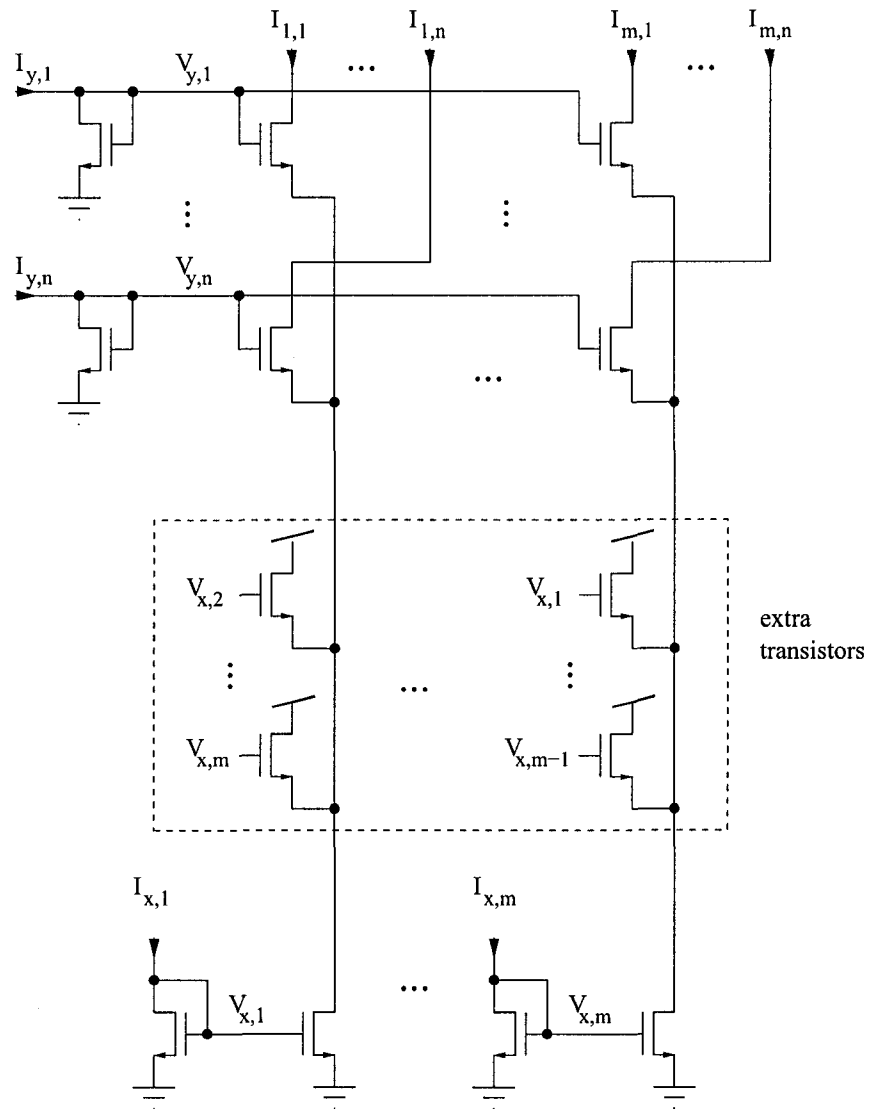 I1,1 I1,n Im,1 Im,n
Iy,1 Vy,1
Iy,n Vy,n
Vx,2 Vx,1
extra
transistors
Vx,m Vx,m−1
Ix,1 Ix,m
Vx,1 Vx,m